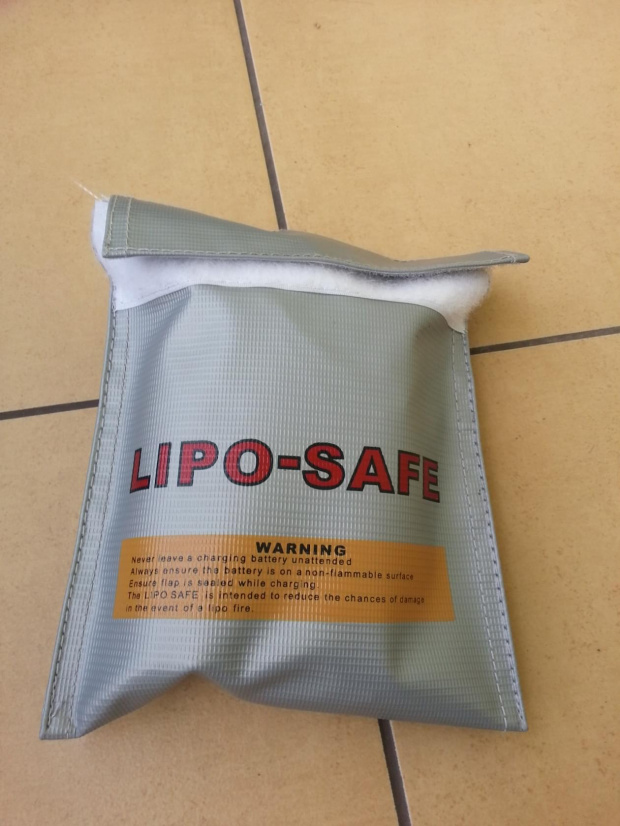 LIPO-SAFE
WARNING
Never leave a charging battery unattended
Always ensure the battery is on a non-flammable surface
Ensure flap is sealed while charging.
The LIPO SAFE is intended to reduce the chances of damage
in the event of a lipo fire.